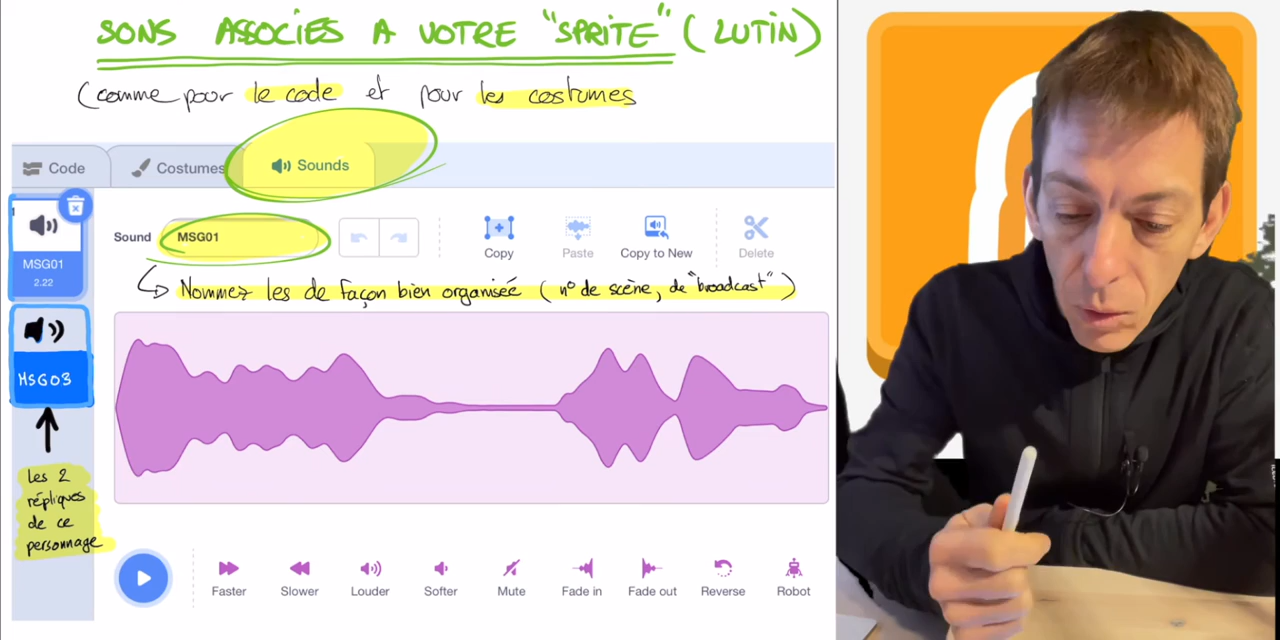 SONS ASSOCIÉS A VOTRE "SPRITE" (LUTIN)
(comme pour le code et pour les costumes
Code
Costumes
Sounds
Sound
MSG01
Copy
Paste
Copy to New
Delete
MSG01
2.22
Nommez les de façon bien organisée (n° de scène, de "broadcast")
MSG03
Les 2
répliques
de ce
personnage
Faster
Slower
Louder
Softer
Mute
Fade in
Fade out
Reverse
Robot